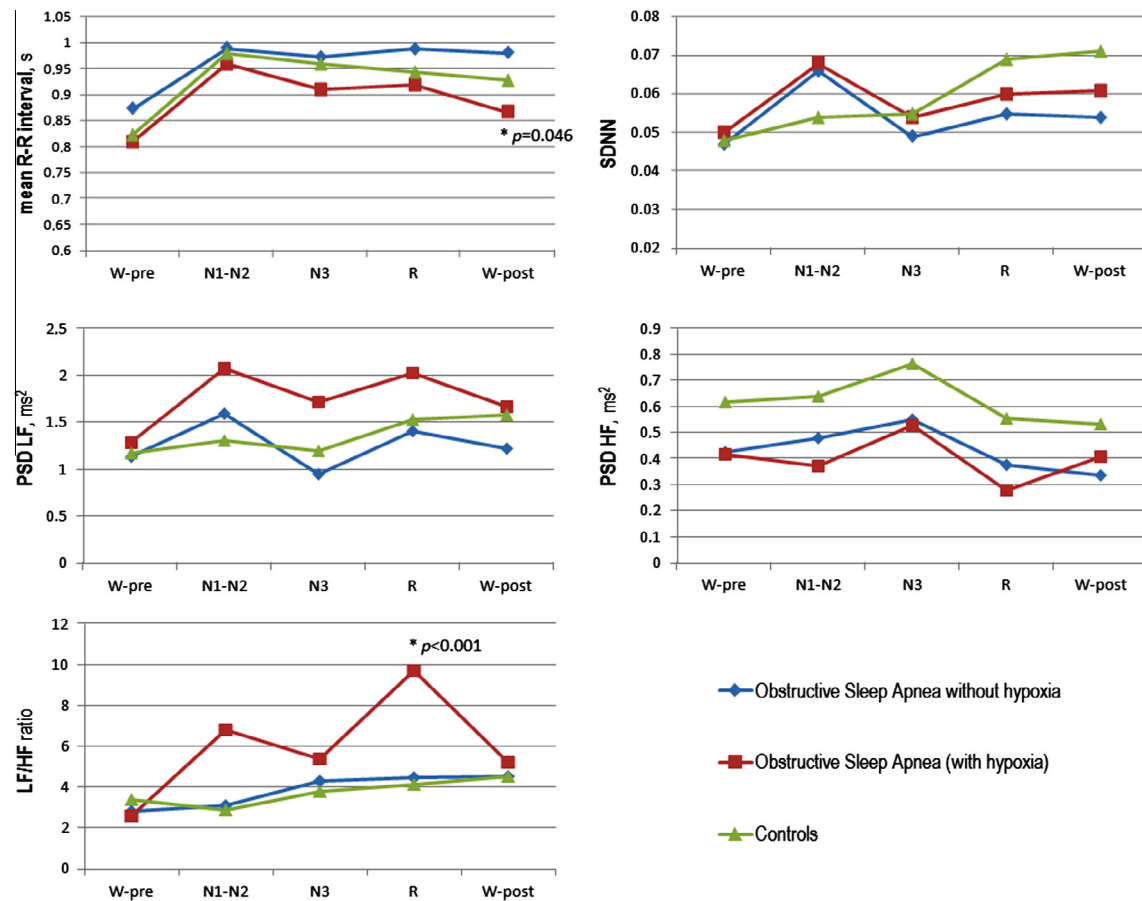 mean R-R interval, s
1.05
1
0.95
0.9
0.85
0.8
0.75
0.7
0.65
0.6
* p=0.046
W-pre N1-N2 N3 R W-post
SDNN
0.08
0.07
0.06
0.05
0.04
0.03
0.02
W-pre N1-N2 N3 R W-post
PSD LF, ms²
2.5
2
1.5
1
0.5
0
W-pre N1-N2 N3 R W-post
PSD HF, ms²
0.9
0.8
0.7
0.6
0.5
0.4
0.3
0.2
0.1
0
W-pre N1-N2 N3 R W-post
LF/HF ratio
12
10
8
6
4
2
0
* p<0.001
W-pre N1-N2 N3 R W-post
Obstructive Sleep Apnea without hypoxia
Obstructive Sleep Apnea (with hypoxia)
Controls